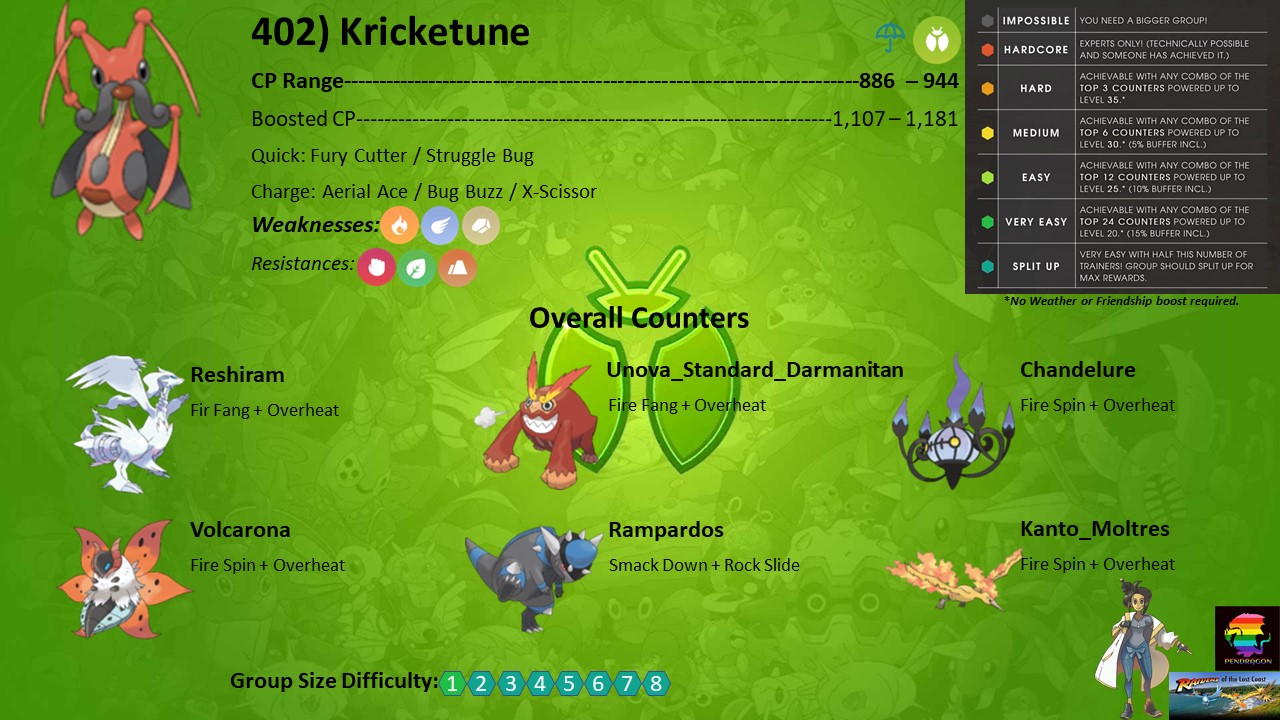 402) Kricketune
CP Range--------------------------------------------------------------------------886 – 944
Boosted CP--------------------------------------------------------------------1,107 – 1,181
Quick: Fury Cutter / Struggle Bug
Charge: Aerial Ace / Bug Buzz / X-Scissor
Weaknesses:
Resistances:
IMPOSSIBLE YOU NEED A BIGGER GROUP!
HARDCORE EXPERTS ONLY! (TECHNICALLY POSSIBLE
AND SOMEONE HAS ACHIEVED IT.)
HARD ACHIEVABLE WITH ANY COMBO OF THE
TOP 3 COUNTERS POWERED UP TO
LEVEL 35.*
MEDIUM ACHIEVABLE WITH ANY COMBO OF THE
TOP 6 COUNTERS POWERED UP TO
LEVEL 30.* (5% BUFFER INCL.)
EASY ACHIEVABLE WITH ANY COMBO OF THE
TOP 12 COUNTERS POWERED UP TO
LEVEL 25.* (10% BUFFER INCL.)
VERY EASY ACHIEVABLE WITH ANY COMBO OF THE
TOP 24 COUNTERS POWERED UP TO
LEVEL 20.* (15% BUFFER INCL.)
SPLIT UP VERY EASY WITH HALF THIS NUMBER OF
TRAINERS! GROUP SHOULD SPLIT UP FOR
MAX REWARDS.
*No Weather or Friendship boost required.
Overall Counters
Reshiram
Fir Fang + Overheat
Unova_Standard_Darmanitan
Fire Fang + Overheat
Chandelure
Fire Spin + Overheat
Volcarona
Fire Spin + Overheat
Rampardos
Smack Down + Rock Slide
Kanto_Moltres
Fire Spin + Overheat
Group Size Difficulty: 1 2 3 4 5 6 7 8
PENDRAGON
RAIDERS of the Lost Coast